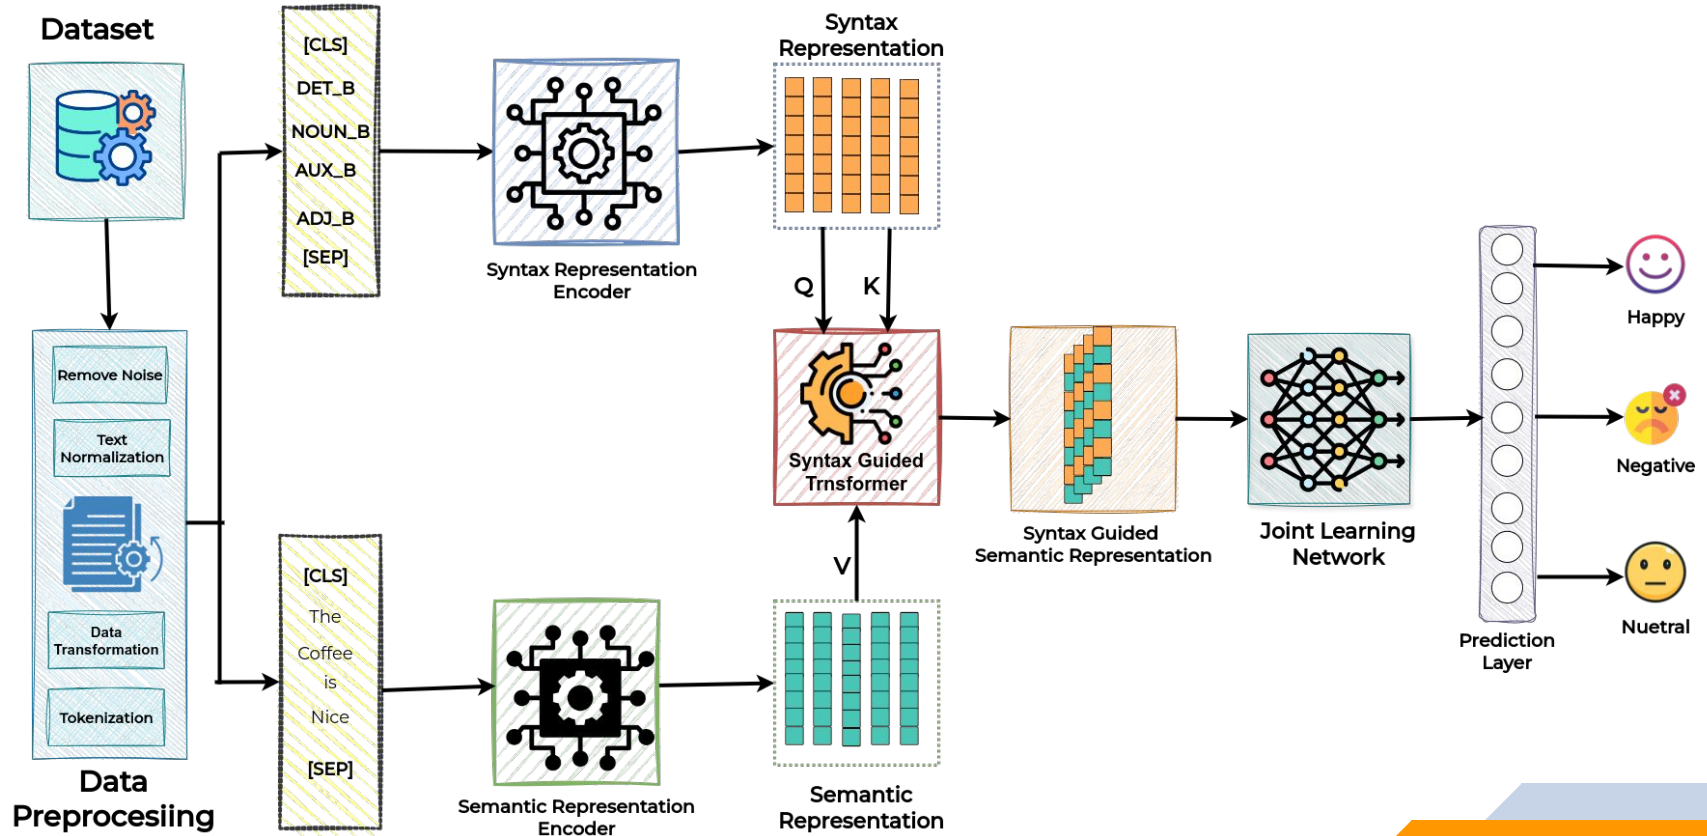 Dataset
Remove Noise
Text
Normalization
Data
Transformation
Tokenization
Data
Preprocesiing
[CLS]
DET_B
NOUN_B
AUX_B
ADJ_B
[SEP]
[CLS]
The
Coffee
is
Nice
[SEP]
Syntax Representation
Encoder
Semantic Representation
Encoder
Syntax
Representation
Q
K
Syntax Guided
Trnsformer
V
Semantic
Representation
Syntax Guided
Semantic Representation
Joint Learning
Network
Prediction
Layer
Happy
Negative
Nuetral